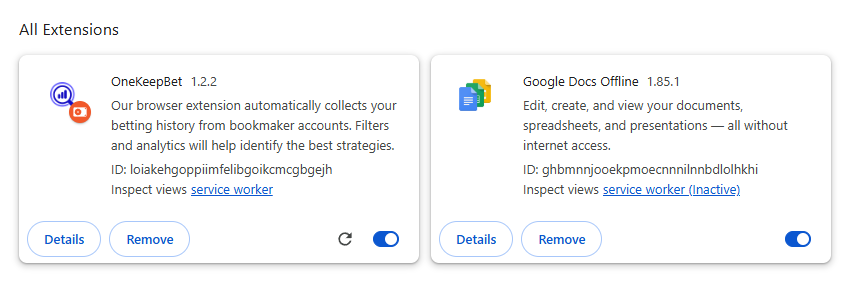 All Extensions
OneKeepBet 1.2.2
Our browser extension automatically collects your
betting history from bookmaker accounts. Filters
and analytics will help identify the best strategies.
ID: loiakehgoppiimfelibgoikcmcgbgejh
Inspect views service worker
Details
Remove
Google Docs Offline 1.85.1
Edit, create, and view your documents,
spreadsheets, and presentations — all without
internet access.
ID: ghbmnnjooekpmoecnnnilnnbdlolhkhi
Inspect views service worker (Inactive)
Details
Remove